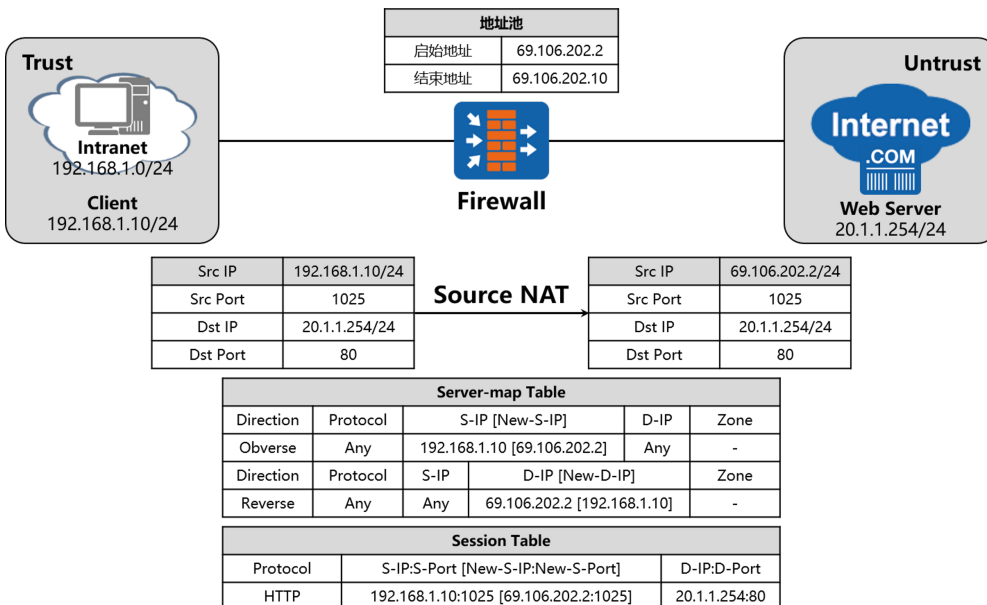 地址池
启始地址 69.106.202.2
结束地址 69.106.202.10
Trust
Intranet
192.168.1.0/24
Client
192.168.1.10/24
Firewall
Untrust
Internet
.COM
Web Server
20.1.1.254/24
Src IP 192.168.1.10/24
Src Port 1025
Dst IP 20.1.1.254/24
Dst Port 80
Source NAT
Src IP 69.106.202.2/24
Src Port 1025
Dst IP 20.1.1.254/24
Dst Port 80
Server-map Table
Direction Protocol S-IP [New-S-IP] D-IP Zone
Obverse Any 192.168.1.10 [69.106.202.2] Any -
Direction Protocol S-IP D-IP [New-D-IP] Zone
Reverse Any Any 69.106.202.2 [192.168.1.10] -
Session Table
Protocol S-IP:S-Port [New-S-IP:New-S-Port] D-IP:D-Port
HTTP 192.168.1.10:1025 [69.106.202.2:1025] 20.1.1.254:80